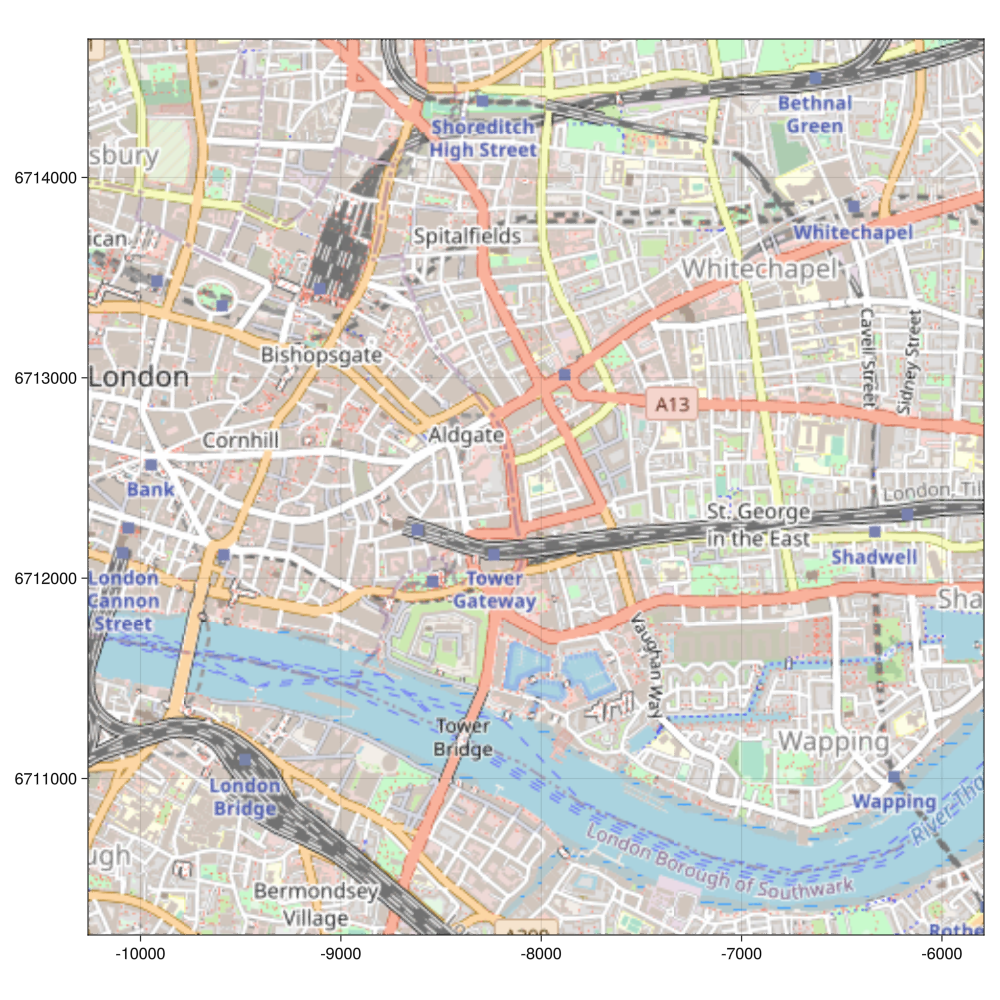 Bethnal
Green
Shoreditch
High Street
sbury
6714000
Whitechapel
ican
Spitalfields
Whitechapel
Cavell Street
Sidney Street
Bishopsgate
6713000
London
A13
Cornhill
Aldgate
Bank
London, Til
St. George
in the East
Shadwell
6712000
London
Cannon
Street
Tower
Gateway
Sha
Vaughan Way
Tower
Bridge
Wapping
6711000
London
Bridge
Wapping
River Tho
London Borough of Southwark
ugh
Bermondsey
Village
A200
Rothe
-10000
-9000
-8000
-7000
-6000